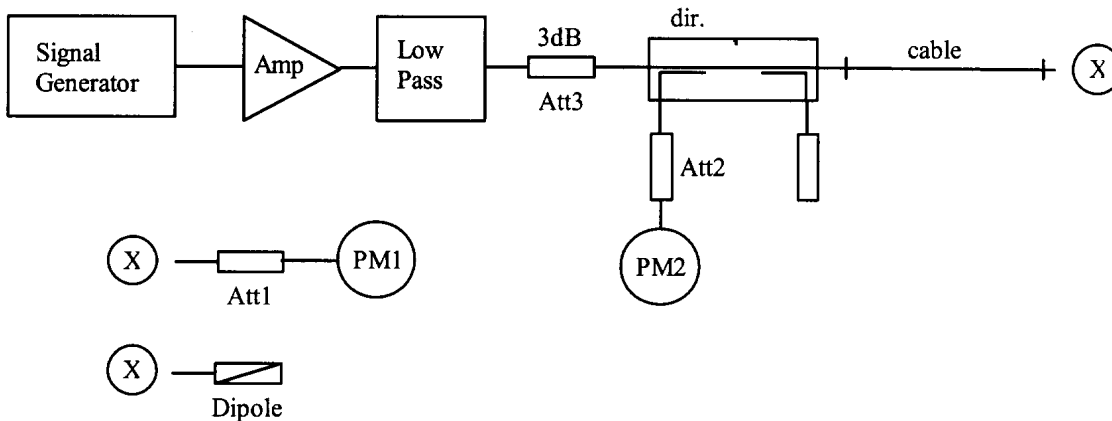 Signal
Generator
Amp
Low
Pass
3dB
Att3
dir.
cable
X
Att2
PM2
X
Att1
PM1
X
Dipole